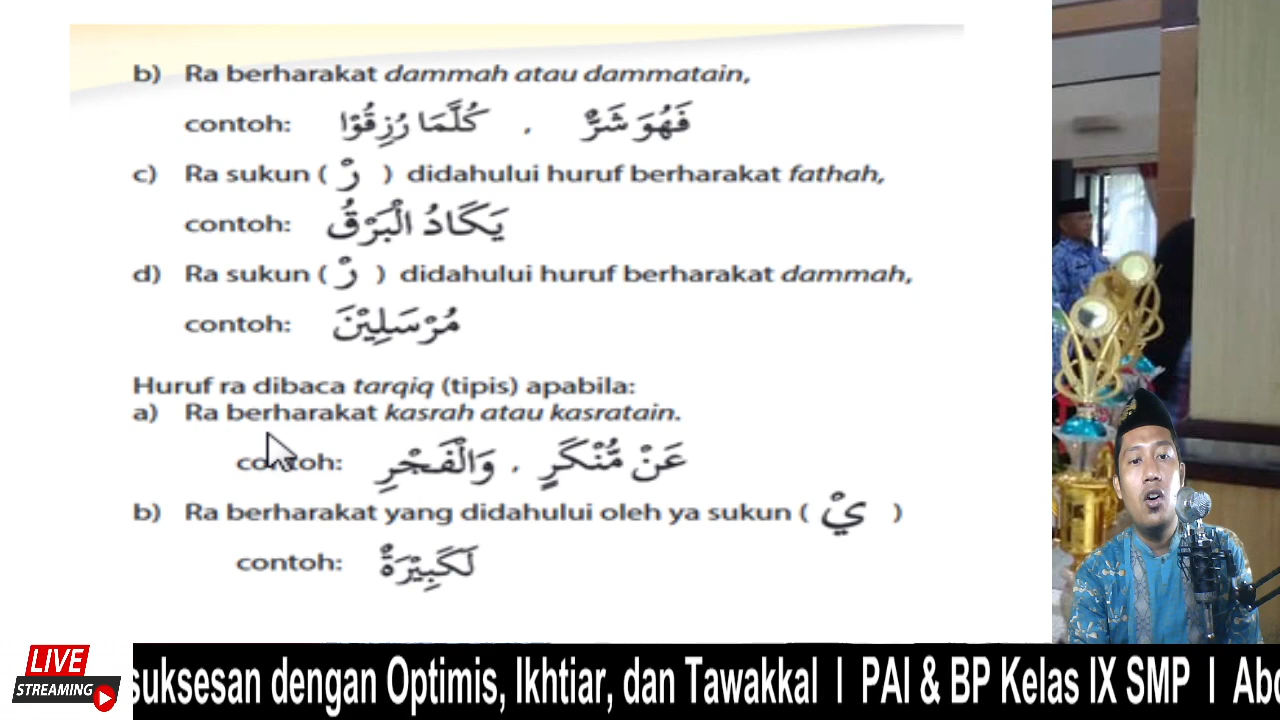 b) Ra berharakat dammah atau dammatain,
contoh: كُلَّمَا رُزِقُوْا , فَهُوَ شَرٌّ
c) Ra sukun ( رْ ) didahului huruf berharakat fathah,
contoh: يَكَادُ الْبَرْقُ
d) Ra sukun ( رْ ) didahului huruf berharakat dammah,
contoh: مُرْسَلِيْنَ
Huruf ra dibaca tarqiq (tipis) apabila:
a) Ra berharakat kasrah atau kasratain.
contoh: وَالْفَجْرِ , عَنْ مُّنْكَرٍ
b) Ra berharakat yang didahului oleh ya sukun ( يْ )
contoh: لَكَبِيْرَةٌ
LIVE
STREAMING
suksesan dengan Optimis, Ikhtiar, dan Tawakkal | PAI & BP Kelas IX SMP | Abd